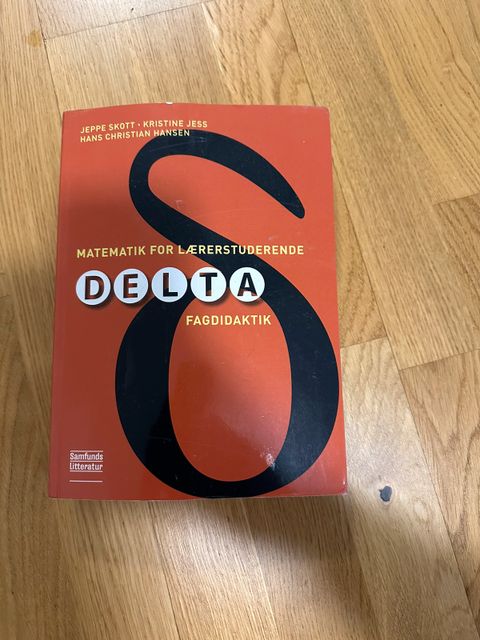 JEPPE SKOTT · KRISTINE JESS
HANS CHRISTIAN HANSEN
MATEMATIK FOR LÆRERSTUDERENDE
DELTA
FAGDIDAKTIK
Samfunds
litteratur